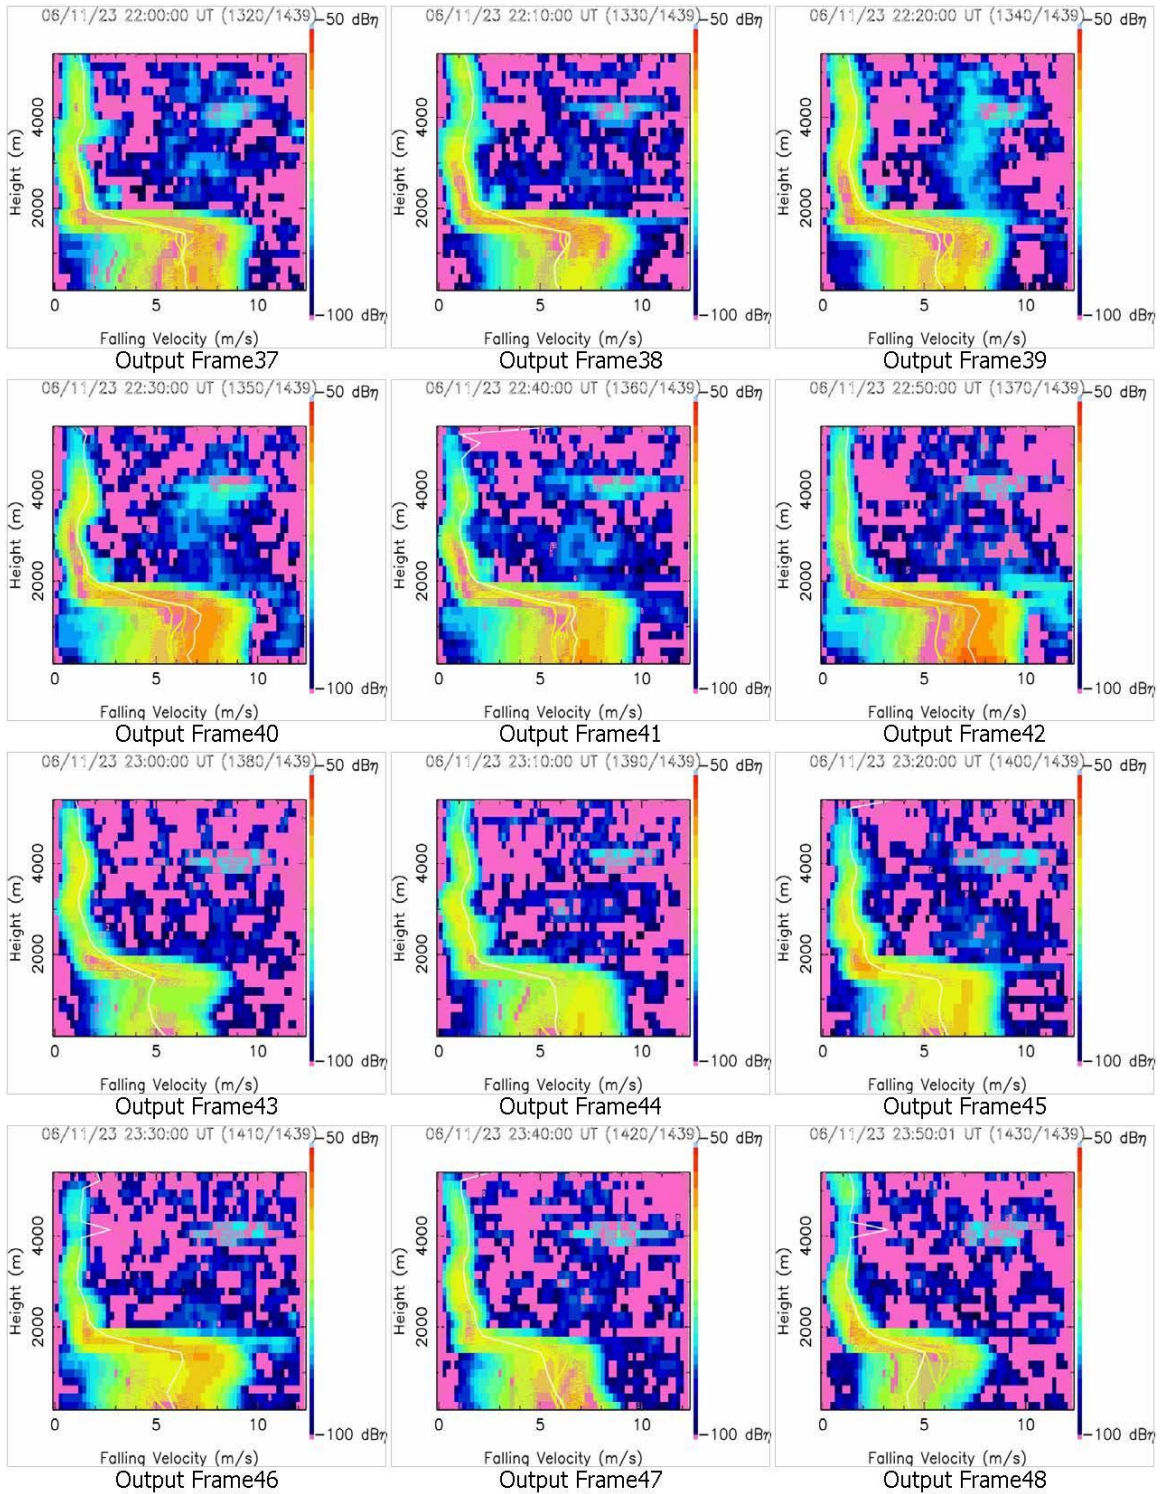 06/11/23 22:00:00 UT (1320/1439)
-50 dBη
Height (m)
4000
2000
-100 dBη
0 5 10
Falling Velocity (m/s)
Output Frame37
06/11/23 22:10:00 UT (1330/1439)
-50 dBη
Height (m)
4000
2000
-100 dBη
0 5 10
Falling Velocity (m/s)
Output Frame38
06/11/23 22:20:00 UT (1340/1439)
-50 dBη
Height (m)
4000
2000
-100 dBη
0 5 10
Falling Velocity (m/s)
Output Frame39
06/11/23 22:30:00 UT (1350/1439)
-50 dBη
Height (m)
4000
2000
-100 dBη
0 5 10
Falling Velocity (m/s)
Output Frame40
06/11/23 22:40:00 UT (1360/1439)
-50 dBη
Height (m)
4000
2000
-100 dBη
0 5 10
Falling Velocity (m/s)
Output Frame41
06/11/23 22:50:00 UT (1370/1439)
-50 dBη
Height (m)
4000
2000
-100 dBη
0 5 10
Falling Velocity (m/s)
Output Frame42
06/11/23 23:00:00 UT (1380/1439)
-50 dBη
Height (m)
4000
2000
-100 dBη
0 5 10
Falling Velocity (m/s)
Output Frame43
06/11/23 23:10:00 UT (1390/1439)
-50 dBη
Height (m)
4000
2000
-100 dBη
0 5 10
Falling Velocity (m/s)
Output Frame44
06/11/23 23:20:00 UT (1400/1439)
-50 dBη
Height (m)
4000
2000
-100 dBη
0 5 10
Falling Velocity (m/s)
Output Frame45
06/11/23 23:30:00 UT (1410/1439)
-50 dBη
Height (m)
4000
2000
-100 dBη
0 5 10
Falling Velocity (m/s)
Output Frame46
06/11/23 23:40:00 UT (1420/1439)
-50 dBη
Height (m)
4000
2000
-100 dBη
0 5 10
Falling Velocity (m/s)
Output Frame47
06/11/23 23:50:01 UT (1430/1439)
-50 dBη
Height (m)
4000
2000
-100 dBη
0 5 10
Falling Velocity (m/s)
Output Frame48